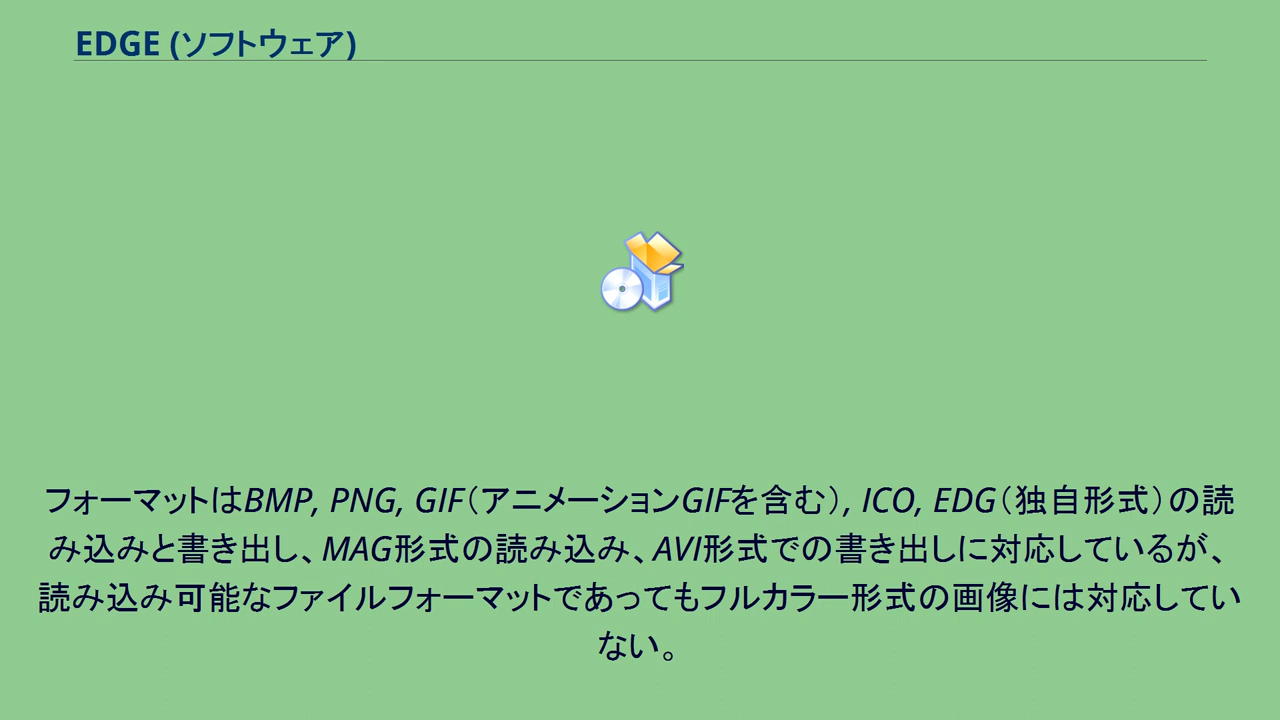 EDGE (ソフトウェア)
フォーマットはBMP, PNG, GIF（アニメーションGIFを含む）, ICO, EDG（独自形式）の読
み込みと書き出し、MAG形式の読み込み、AVI形式での書き出しに対応しているが、
読み込み可能なファイルフォーマットであってもフルカラー形式の画像には対応してい
ない。